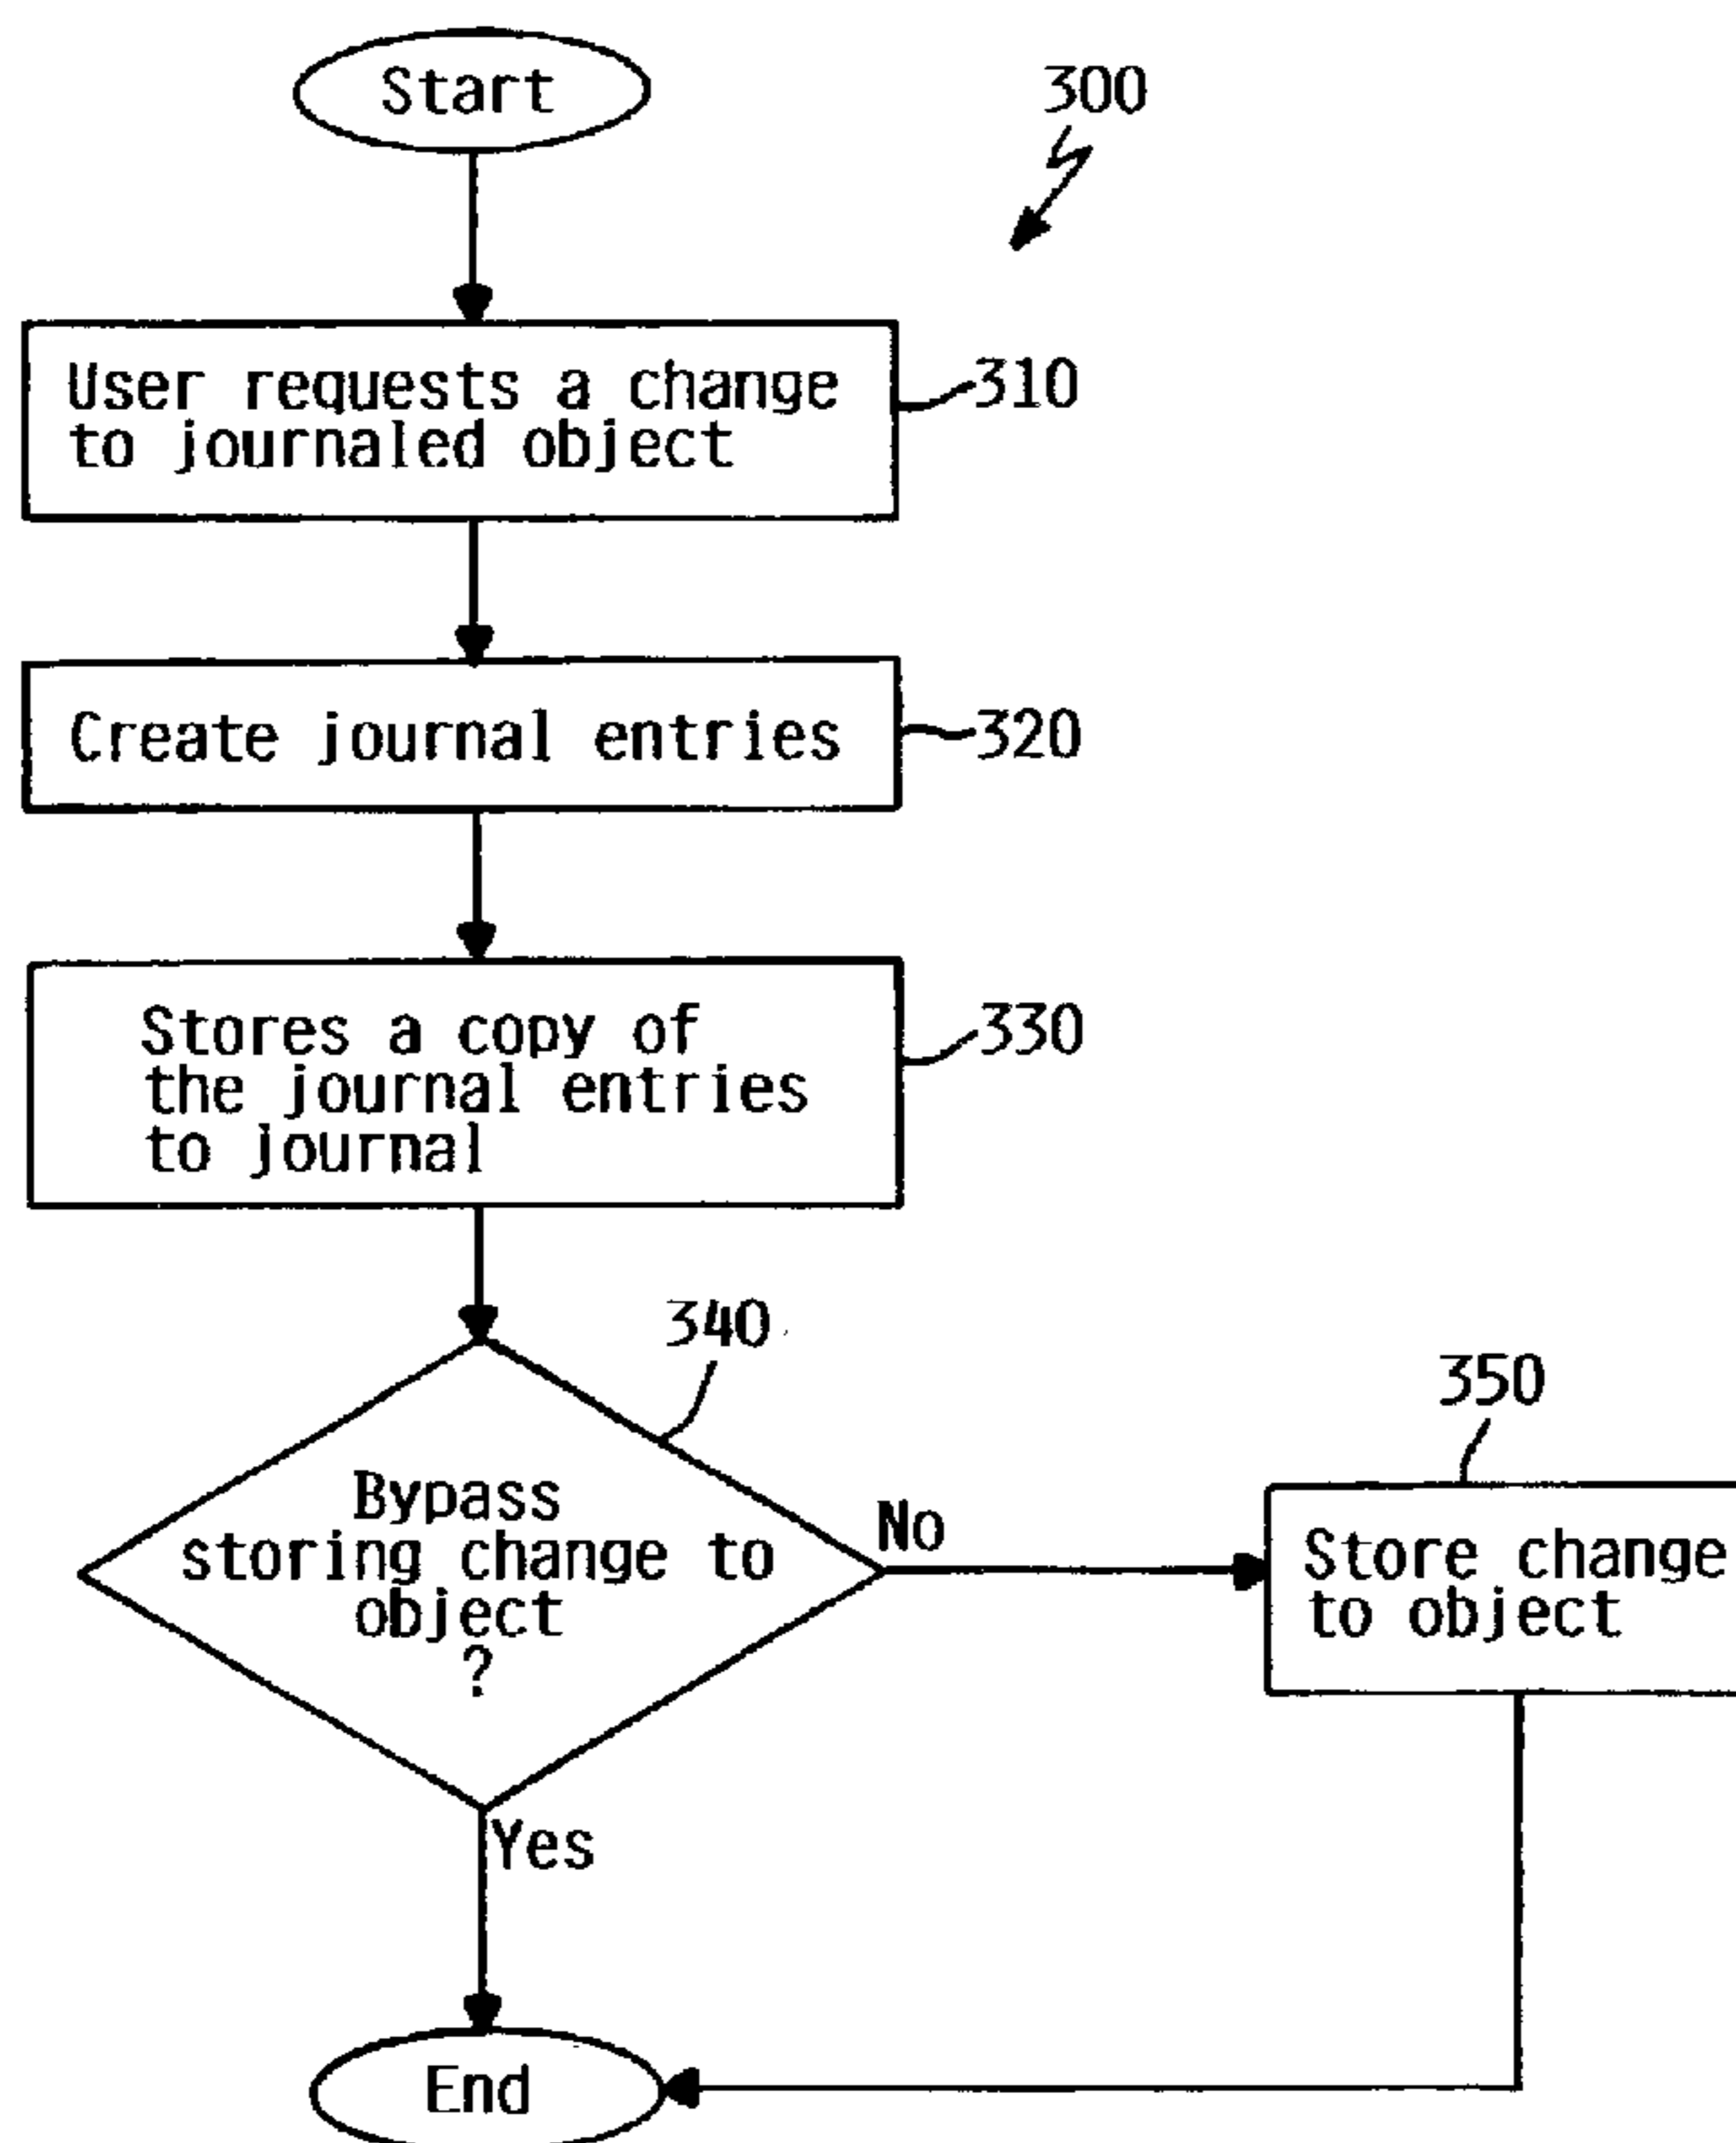 Start
300
User requests a change
to journaled object
310
Create journal entries
320
Stores a copy of
the journal entries
to journal
330
340
Bypass
storing change to
object
?
No
350
Store change
to object
Yes
End